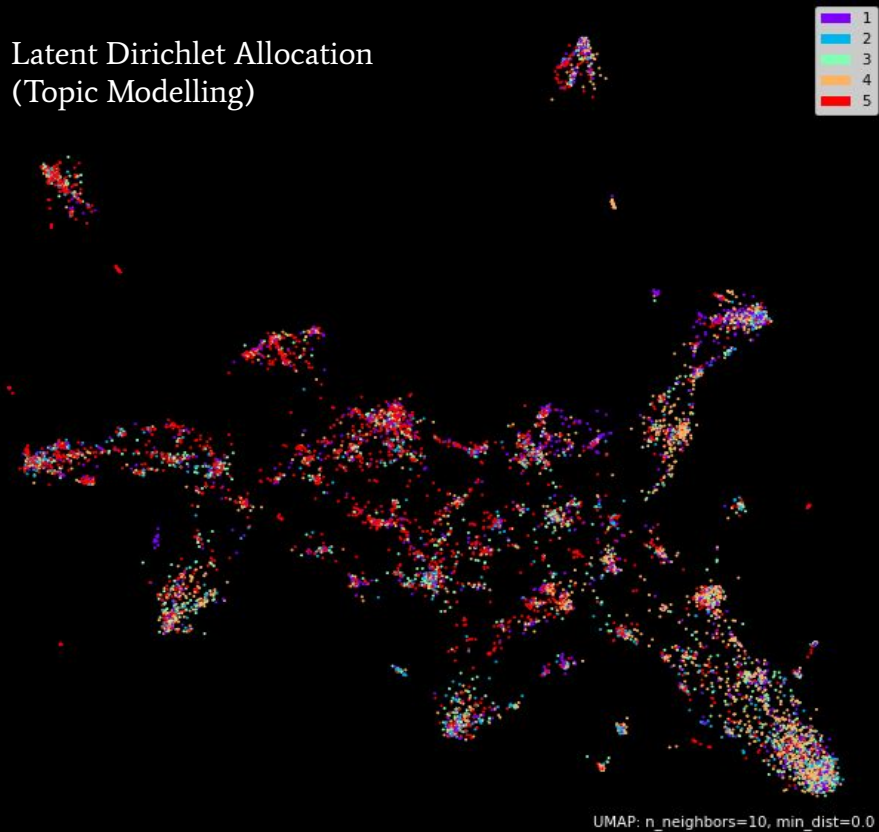 Latent Dirichlet Allocation
(Topic Modelling)
1
2
3
4
5
UMAP: n_neighbors=10, min_dist=0.0